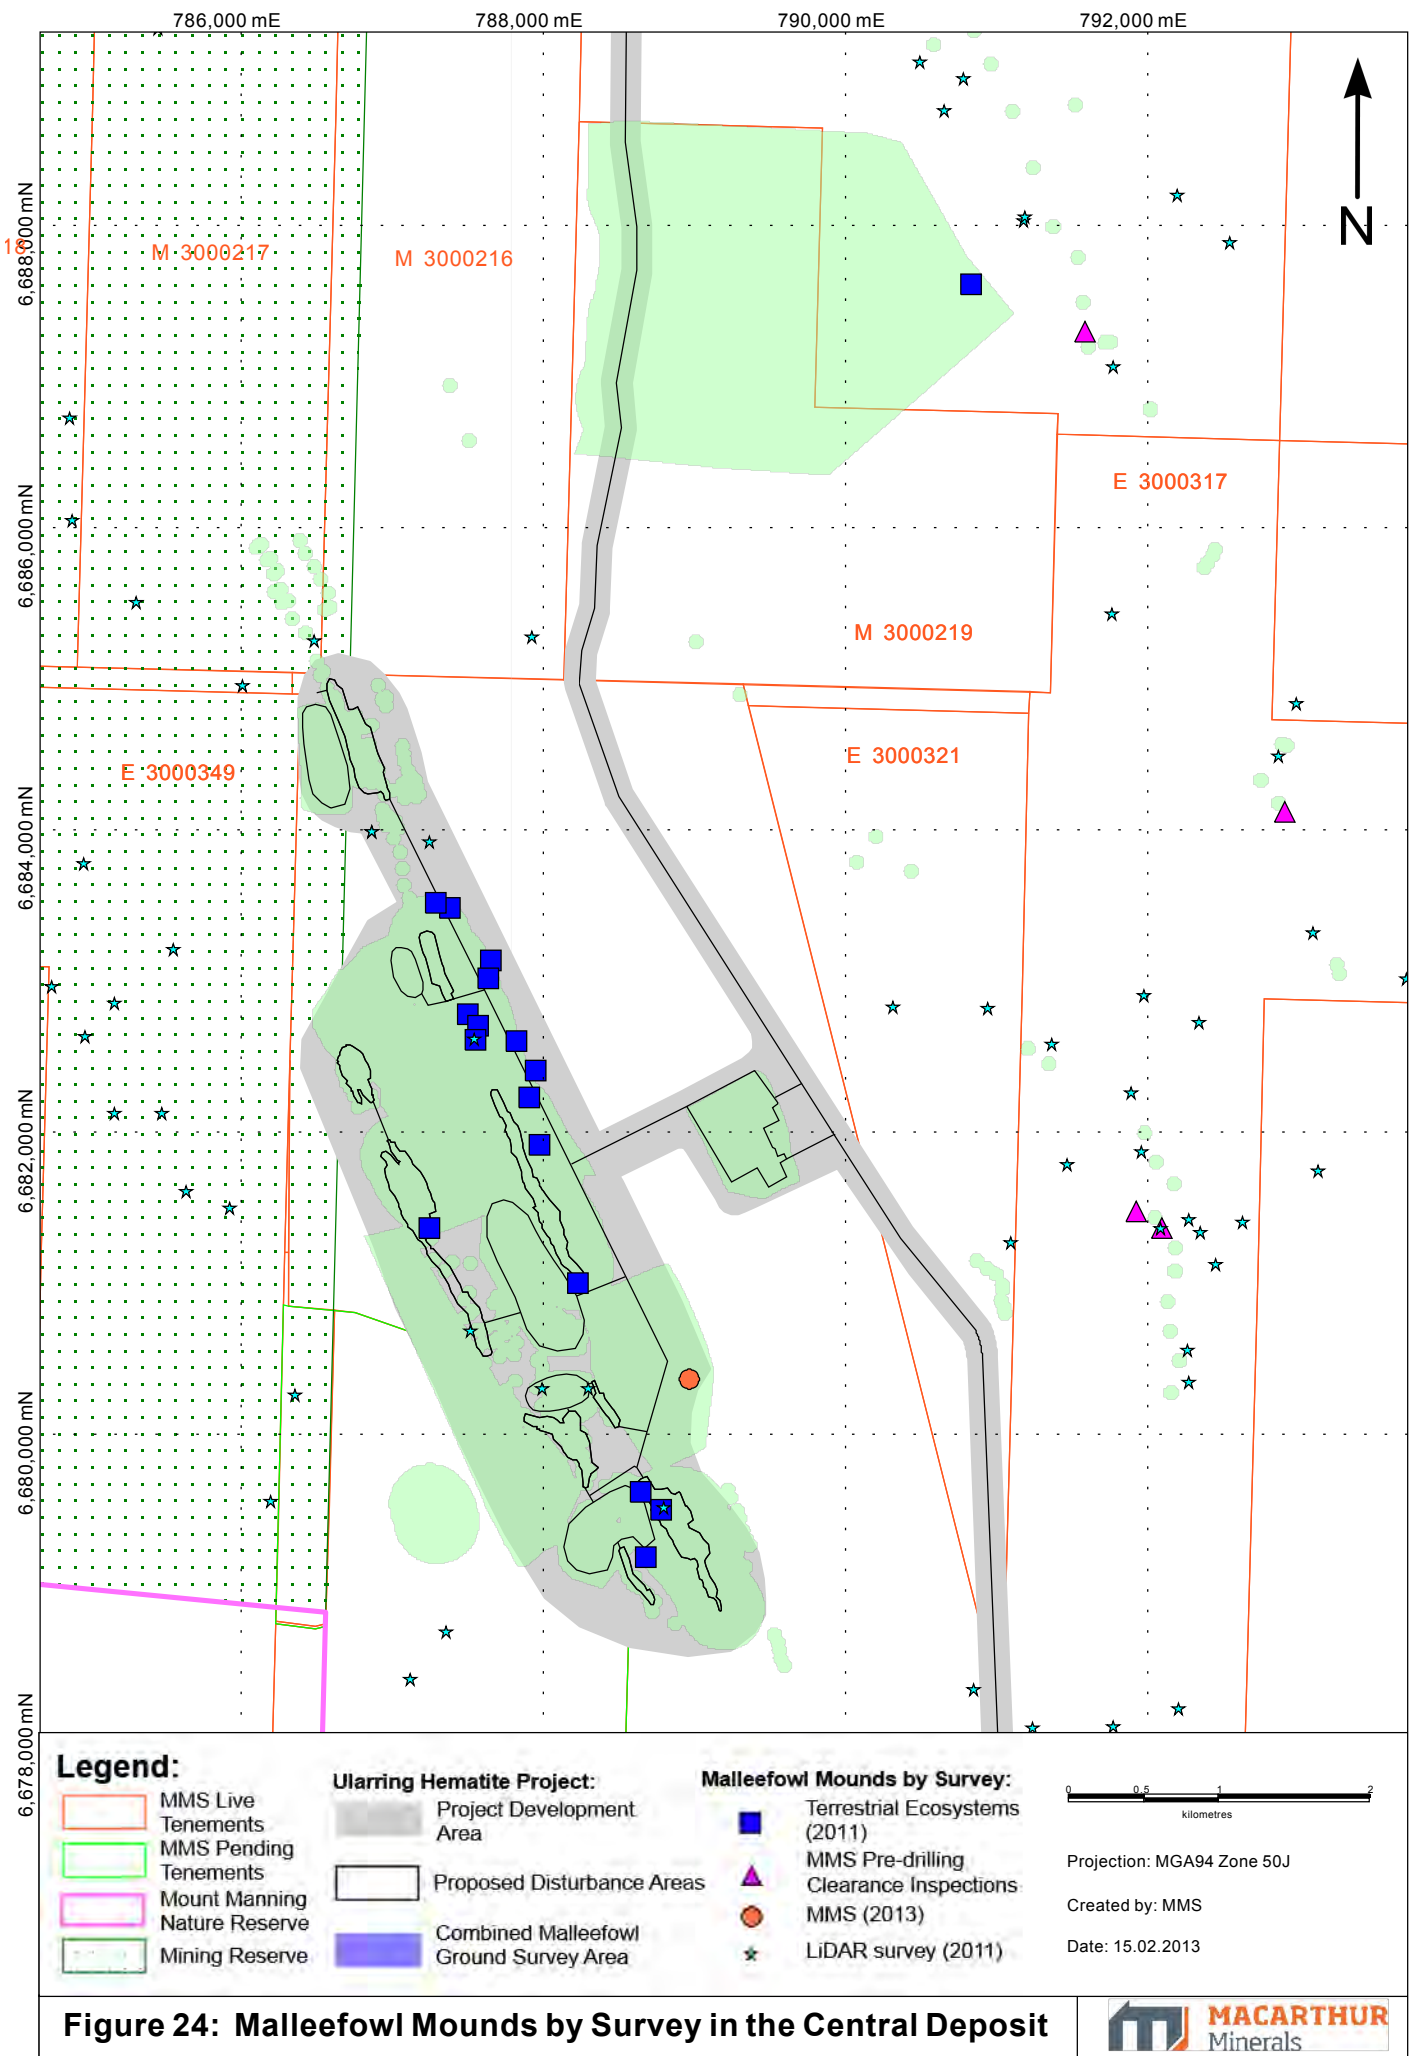 786,000 mE
788,000 mE
790,000 mE
792,000 mE
N
6,688,000 mN
18
M 3000217
M 3000216
E 3000317
6,686,000 mN
M 3000219
E 3000349
E 3000321
6,684,000 mN
6,682,000 mN
6,680,000 mN
6,678,000 mN
Legend:
MMS Live
Tenements
MMS Pending
Tenements
Mount Manning
Nature Reserve
Mining Reserve
Ularring Hematite Project:
Project Development
Area
Proposed Disturbance Areas
Combined Malleefowl
Ground Survey Area
Malleefowl Mounds by Survey:
Terrestrial Ecosystems
(2011)
MMS Pre-drilling
Clearance Inspections
MMS (2013)
LiDAR survey (2011)
0 0.5 1 2
kilometres
Projection: MGA94 Zone 50J
Created by: MMS
Date: 15.02.2013
Figure 24: Malleefowl Mounds by Survey in the Central Deposit
MACARTHUR
Minerals